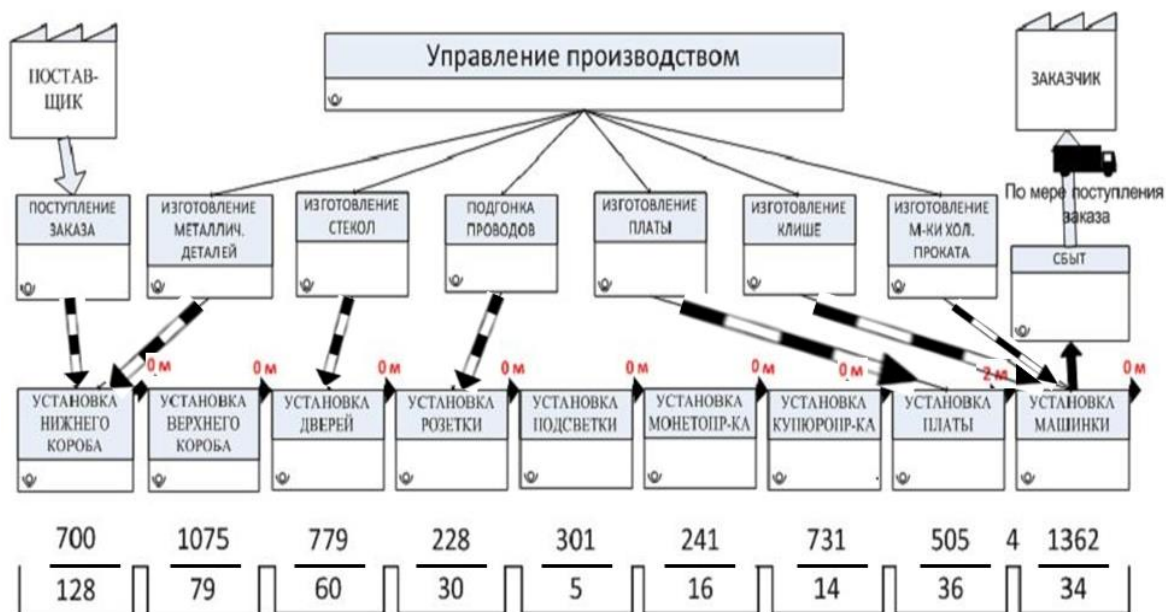 ПОСТАВ-
ЩИК
Управление производством
ЗАКАЗЧИК
По мере поступления
заказа
ПОСТУПЛЕНИЕ
ЗАКАЗА
ИЗГОТОВЛЕНИЕ
МЕТАЛЛИЧ.
ДЕТАЛЕЙ
ИЗГОТОВЛЕНИЕ
СТЕКОЛ
ПОДГОНКА
ПРОВОДОВ
ИЗГОТОВЛЕНИЕ
ПЛАТЫ
ИЗГОТОВЛЕНИЕ
КЛИШЕ
ИЗГОТОВЛЕНИЕ
М-КИ ХОЛ.
ПРОКАТА
СБЫТ
0 м
0 м
0 м
0 м
0 м
0 м
0 м
2 м
0 м
УСТАНОВКА
НИЖНЕГО
КОРОБА
УСТАНОВКА
ВЕРХНЕГО
КОРОБА
УСТАНОВКА
ДВЕРЕЙ
УСТАНОВКА
РОЗЕТКИ
УСТАНОВКА
ПОДСВЕТКИ
УСТАНОВКА
МОНЕТОПР-КА
УСТАНОВКА
КУПЮРОПР-КА
УСТАНОВКА
ПЛАТЫ
УСТАНОВКА
МАШИНКИ
700 1075 779 228 301 241 731 505 4 1362
128 79 60 30 5 16 14 36 34